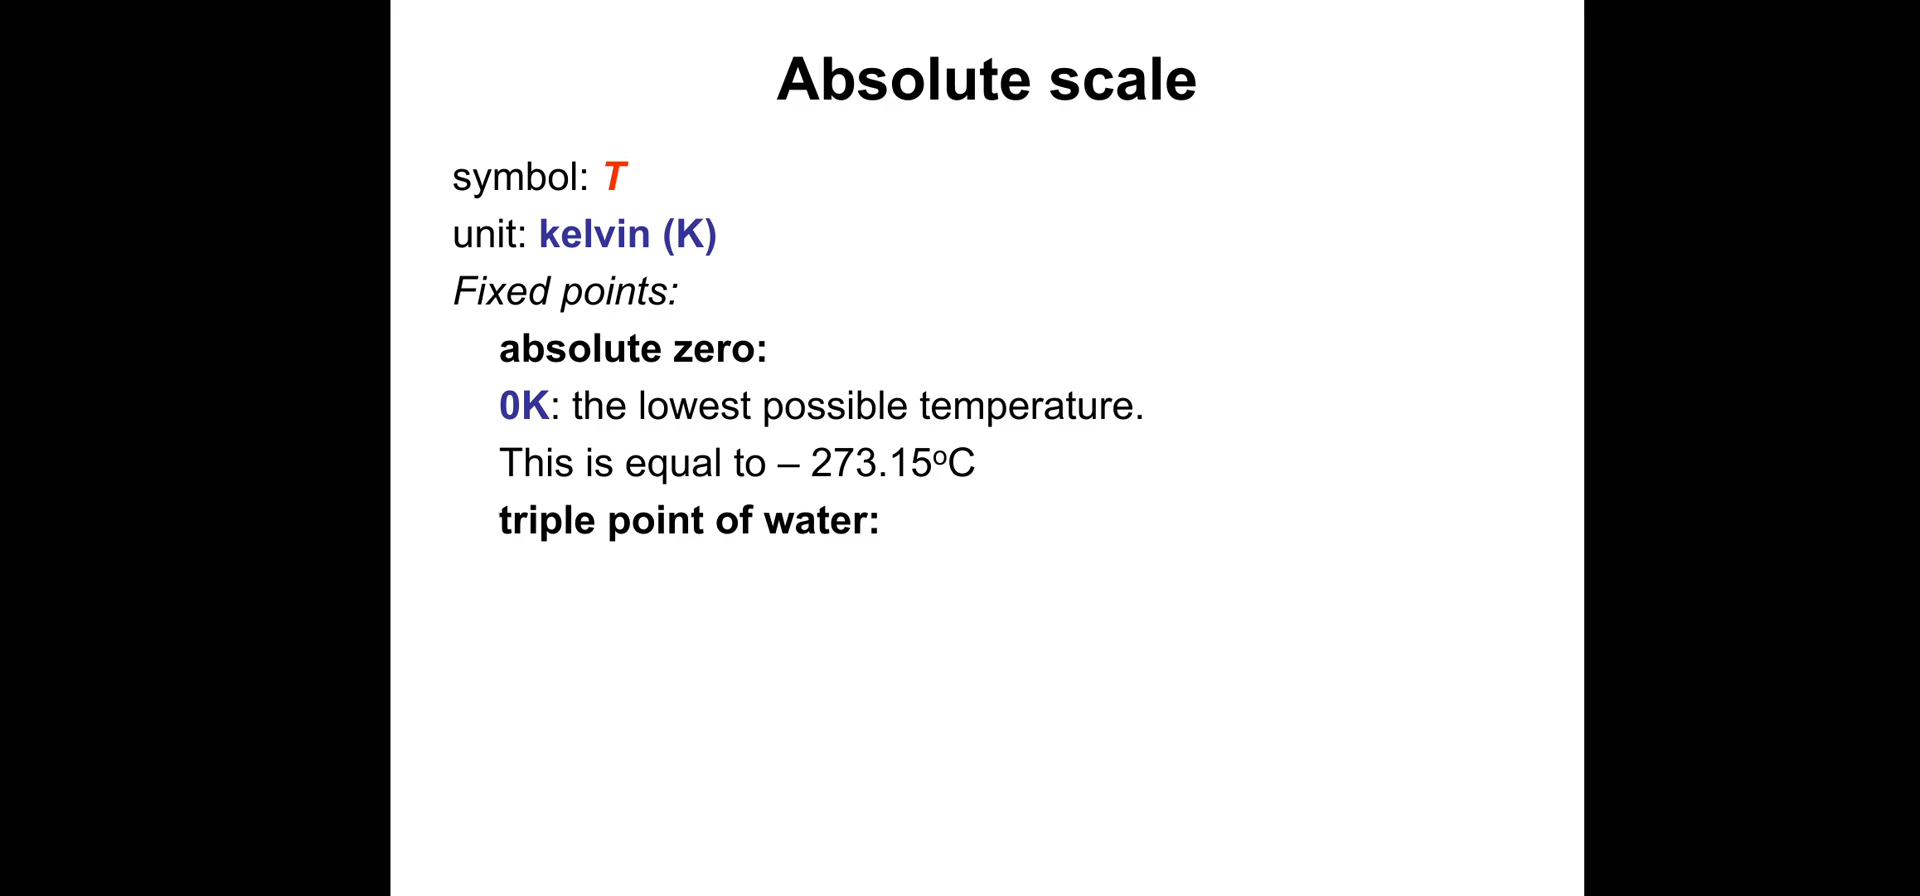 Absolute scale
symbol: T
unit: kelvin (K)
Fixed points:
absolute zero:
0K: the lowest possible temperature.
This is equal to – 273.15ᵒC
triple point of water: